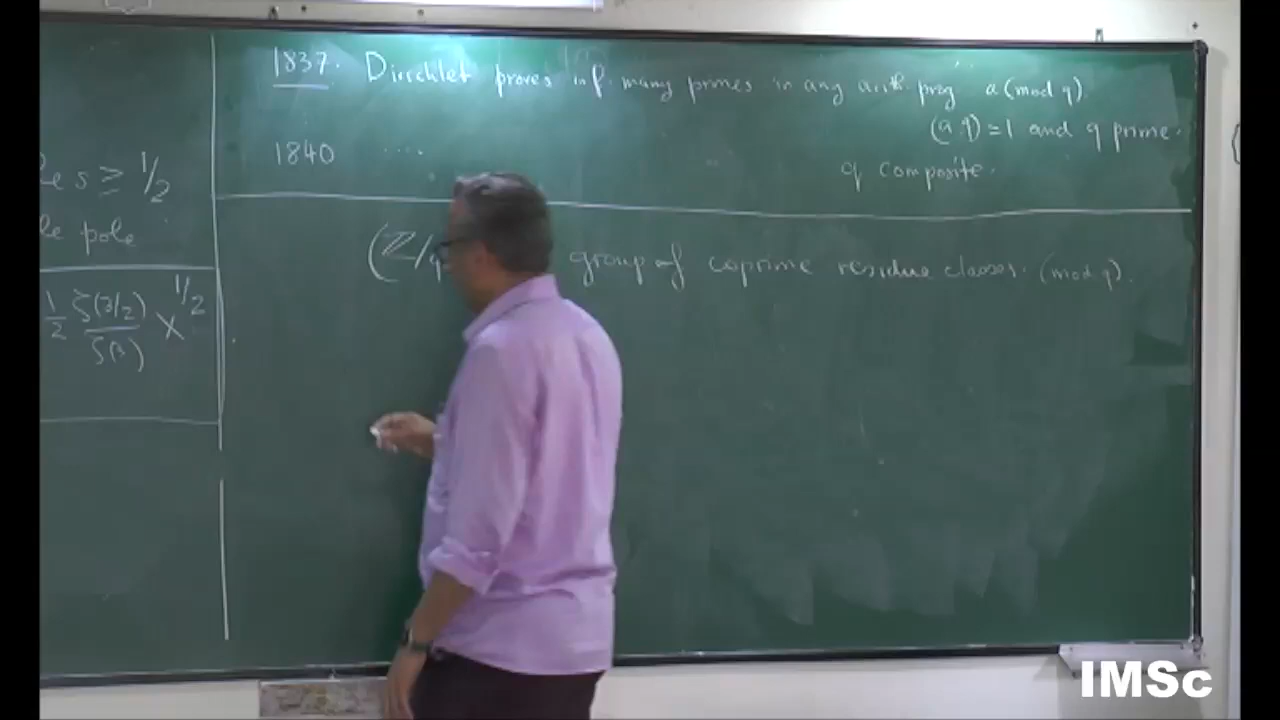 1837. Dirichlet proves inf. many primes in any arith. prog a (mod q).
(a, q) = 1 and q prime.
1840 ....
q composite.
(ℤ/q group of coprime residue classes. (mod q).
s ≥ 1/2
pole
1/2 ζ(3/2)/ζ(3) X^1/2
IMSc